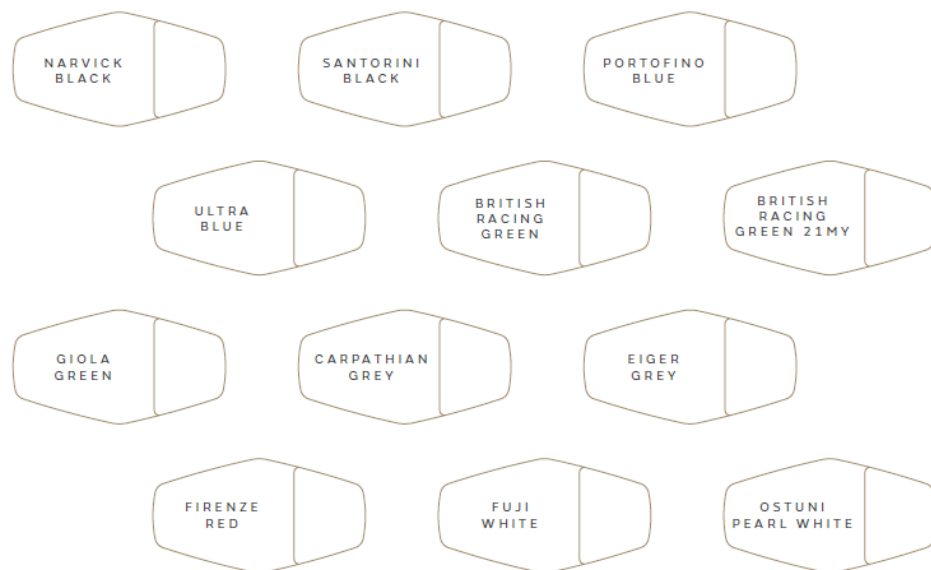 NARVICK
BLACK
SANTORINI
BLACK
PORTOFINO
BLUE
ULTRA
BLUE
BRITISH
RACING
GREEN
BRITISH
RACING
GREEN 21MY
GIOLA
GREEN
CARPATHIAN
GREY
EIGER
GREY
FIRENZE
RED
FUJI
WHITE
OSTUNI
PEARL WHITE